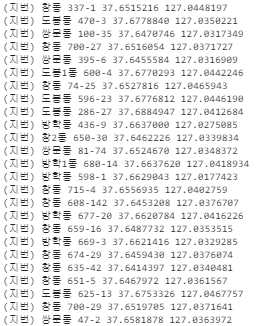 (지번) 창동 337-1 37.6515216 127.0448197
(지번) 도봉동 470-3 37.6778840 127.0350221
(지번) 쌍문동 100-35 37.6470746 127.0317349
(지번) 창동 700-27 37.6516054 127.0371727
(지번) 쌍문동 395-6 37.6455584 127.0316909
(지번) 도봉1동 600-4 37.6770293 127.0442246
(지번) 창동 74-25 37.6527816 127.0465943
(지번) 도봉동 596-23 37.6776812 127.0446190
(지번) 도봉동 286-27 37.6884947 127.0412684
(지번) 방학동 436-9 37.6637000 127.0275085
(지번) 창2동 650-30 37.6462226 127.0339834
(지번) 쌍문동 81-74 37.6524670 127.0348372
(지번) 방학1동 680-14 37.6637620 127.0418934
(지번) 방학동 598-1 37.6629043 127.0177423
(지번) 창동 715-4 37.6556935 127.0402759
(지번) 창동 608-142 37.6453208 127.0376707
(지번) 방학동 677-20 37.6620784 127.0416226
(지번) 창동 659-16 37.6487732 127.0353515
(지번) 방학동 669-3 37.6621416 127.0329285
(지번) 창동 674-29 37.6459430 127.0376074
(지번) 창동 635-42 37.6414397 127.0340481
(지번) 창동 651-5 37.6467972 127.0361567
(지번) 도봉동 625-13 37.6753326 127.0467757
(지번) 창동 700-29 37.6519705 127.0371641
(지번) 쌍문동 47-2 37.6581878 127.0363972